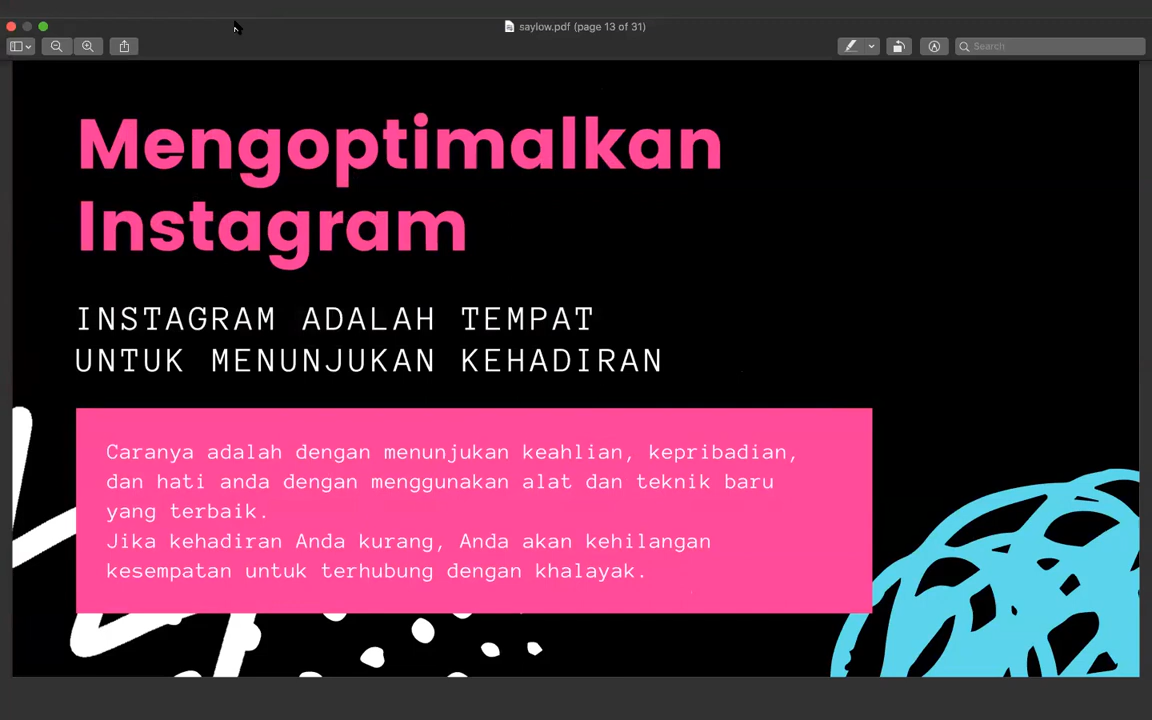 saylow.pdf (page 13 of 31)
Search
Mengoptimalkan
Instagram
INSTAGRAM ADALAH TEMPAT
UNTUK MENUNJUKAN KEHADIRAN
Caranya adalah dengan menunjukan keahlian, kepribadian,
dan hati anda dengan menggunakan alat dan teknik baru
yang terbaik.
Jika kehadiran Anda kurang, Anda akan kehilangan
kesempatan untuk terhubung dengan khalayak.